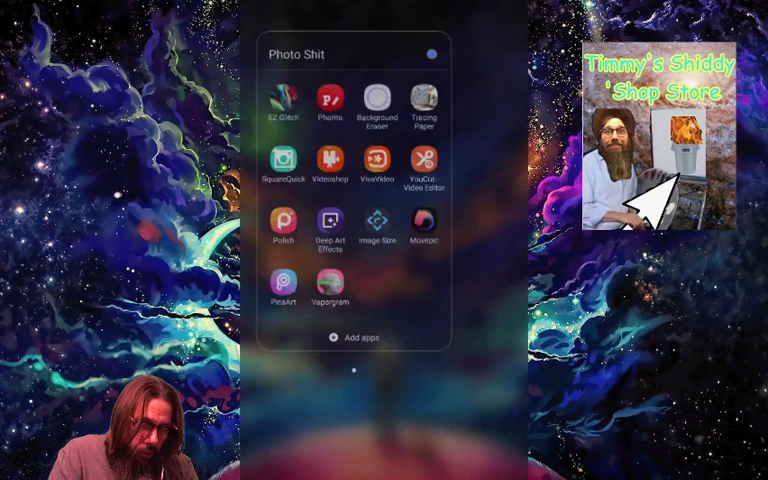 Photo Shit
Timmy's Shiddy
'Shop Store
EZ Glitch
Phonto
Background
Eraser
Tracing
Paper
SquareQuick
Videoshop
VivaVideo
YouCut -
Video Editor
Polish
Deep Art
Effects
Image Size
Movepic
PicsArt
Vaporgram
Add apps